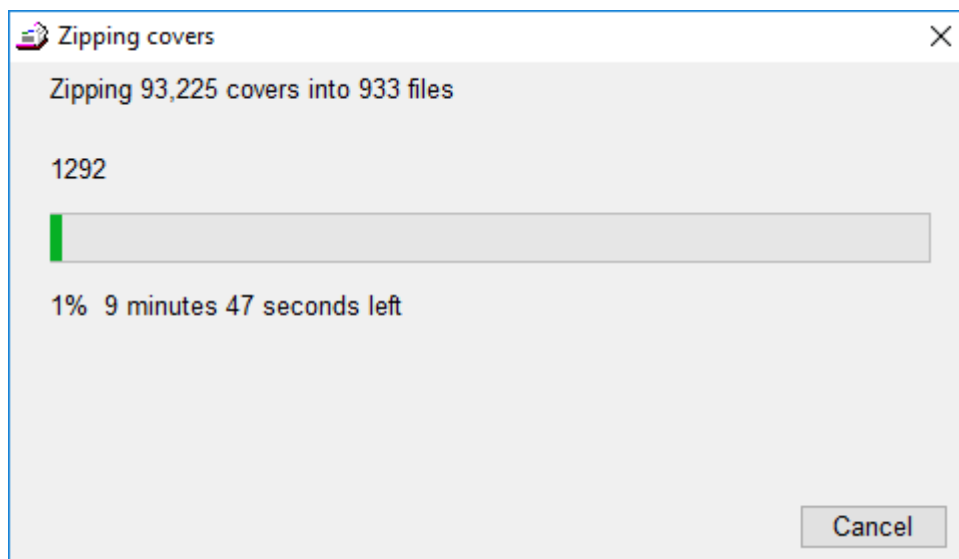 Zipping covers
Zipping 93,225 covers into 933 files
1292
1% 9 minutes 47 seconds left
Cancel